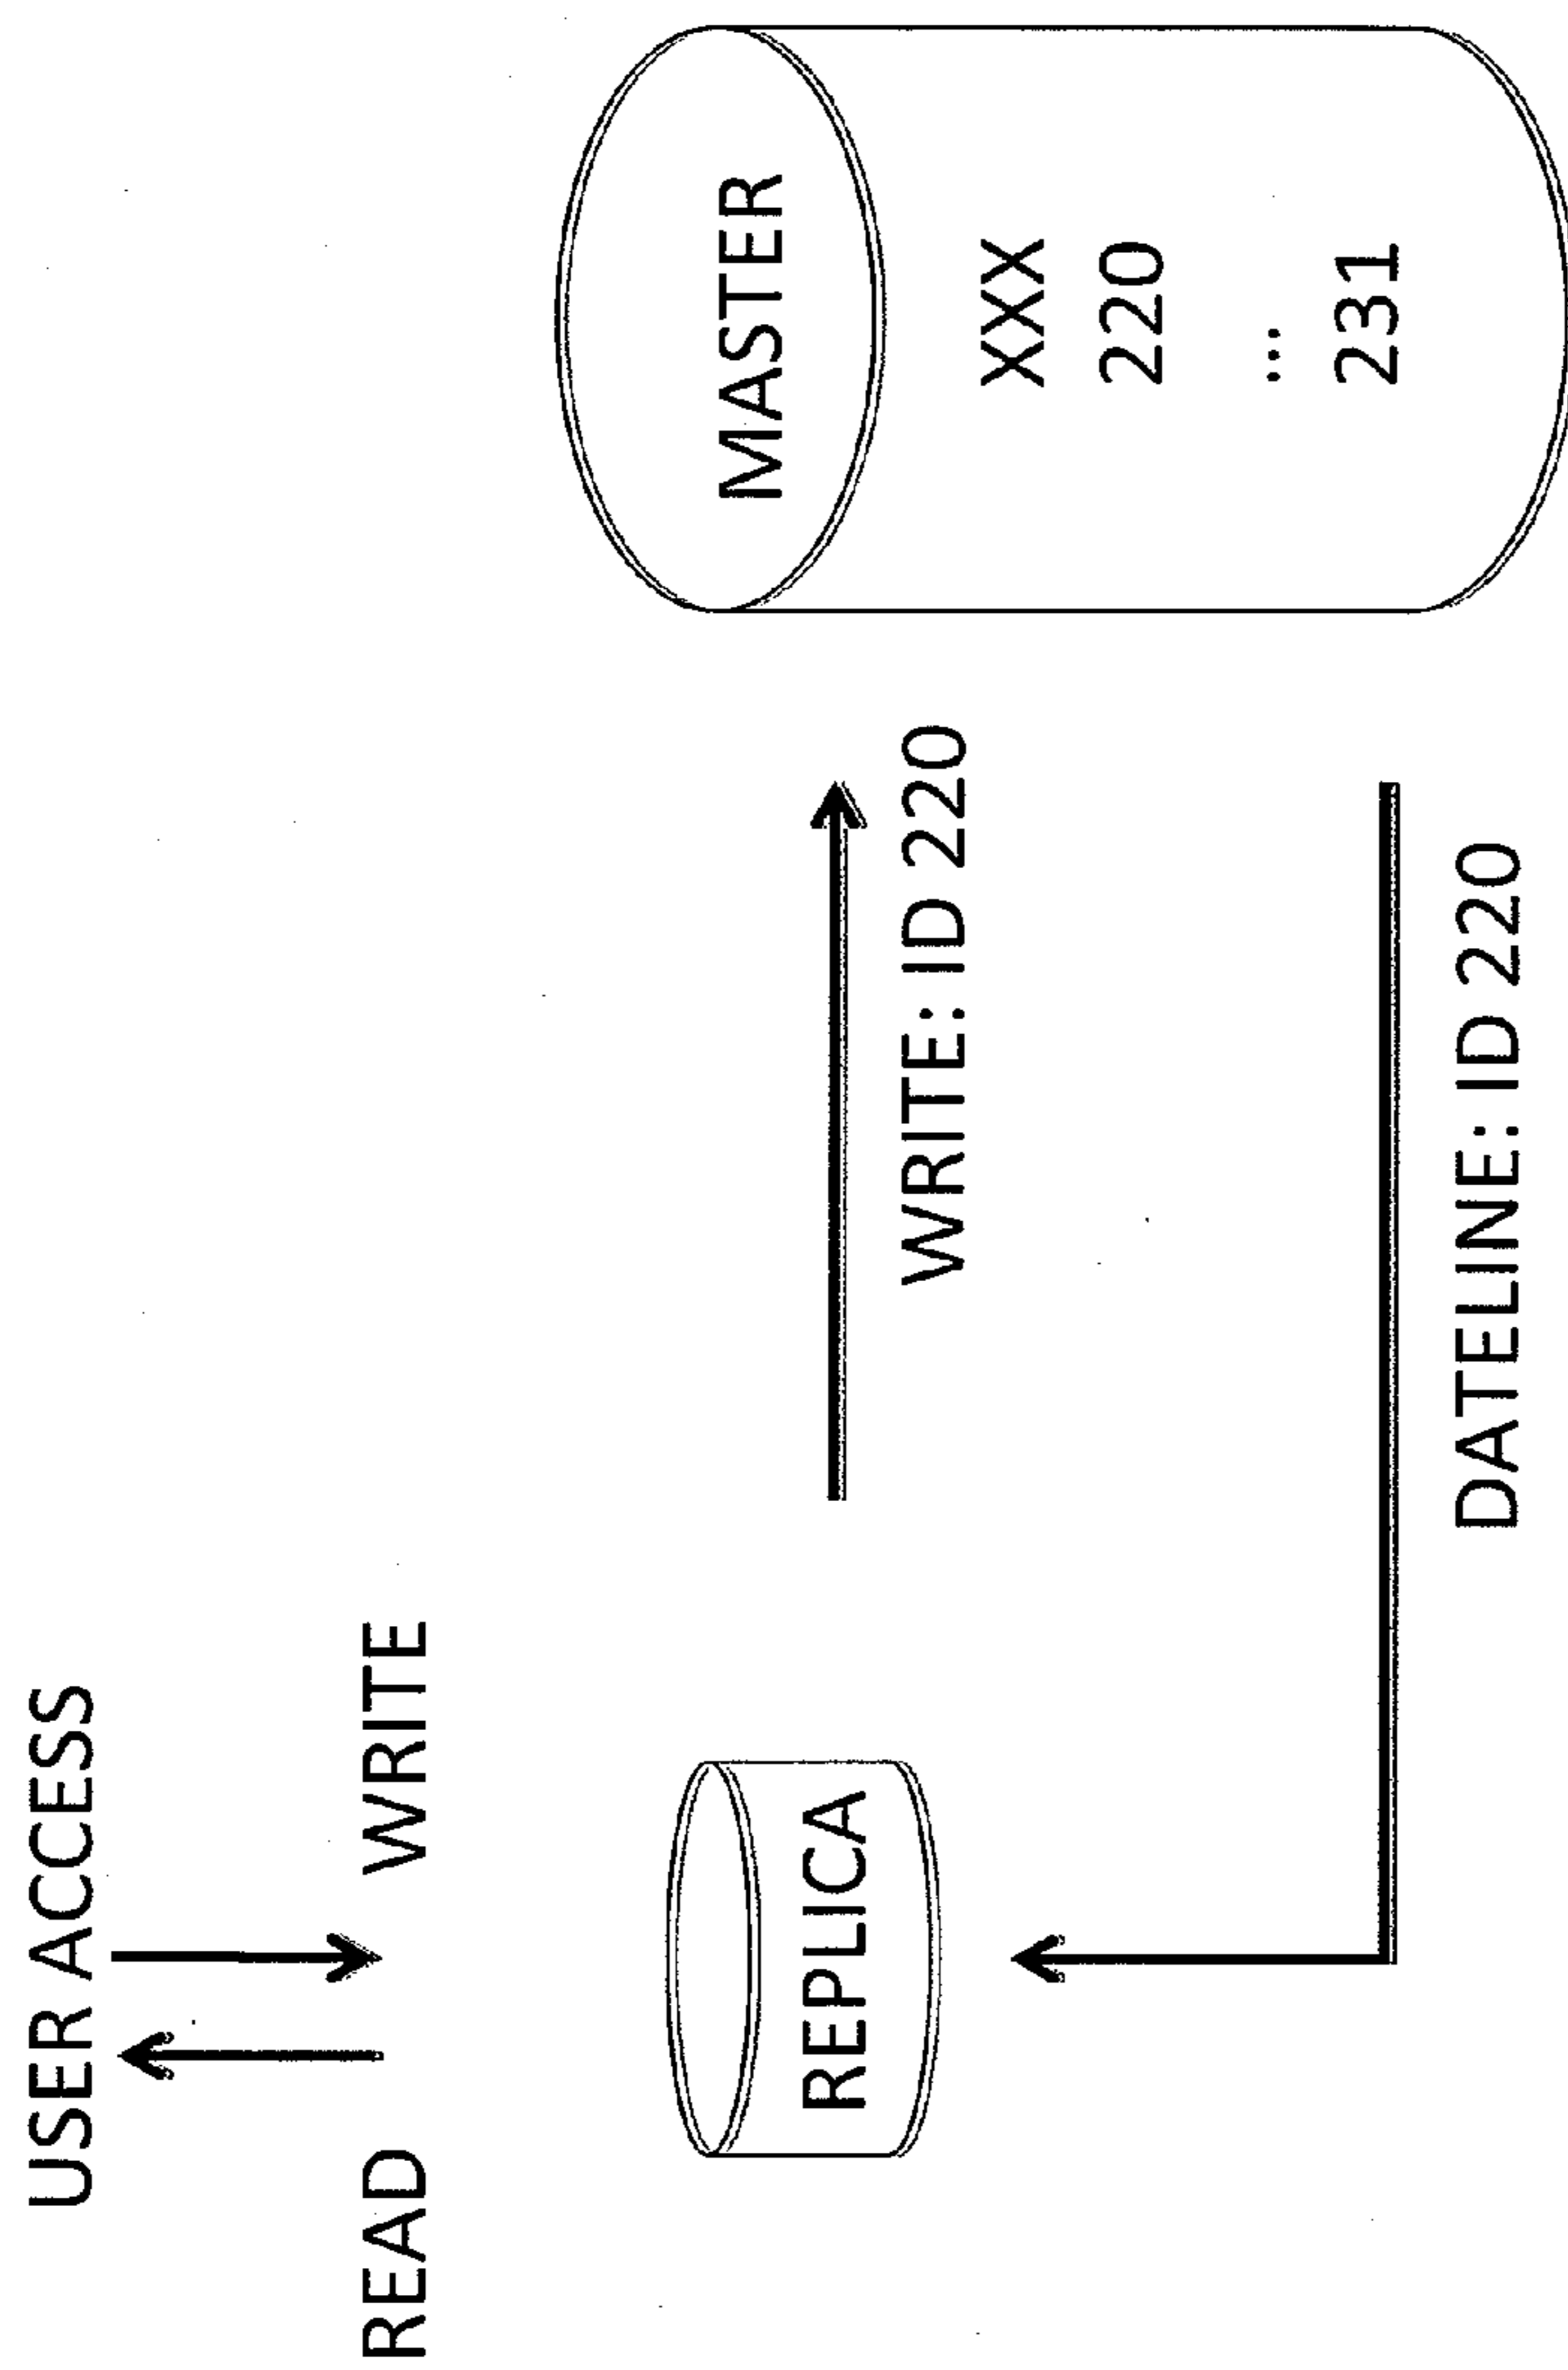 USER ACCESS
READ
WRITE
REPLICA
WRITE: ID 220
DATELINE: ID 220
MASTER
XXX
220
...
231